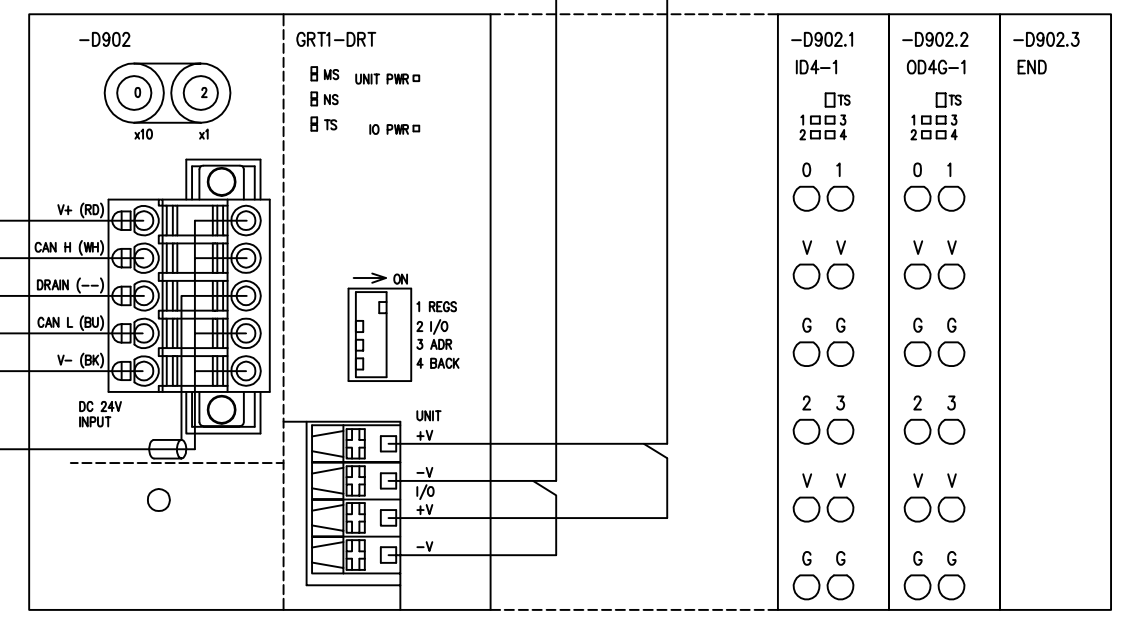 -D902
0 2
x10 x1
V+ (RD)
CAN H (WH)
DRAIN (--)
CAN L (BU)
V- (BK)
DC 24V
INPUT
GRT1-DRT
MS UNIT PWR
NS
TS IO PWR
ON
1 REGS
2 I/O
3 ADR
4 BACK
UNIT
+V
-V
I/O
+V
-V
-D902.1
ID4-1
TS
1 3
2 4
0 1
V V
G G
2 3
V V
G G
-D902.2
OD4G-1
TS
1 3
2 4
0 1
V V
G G
2 3
V V
G G
-D902.3
END